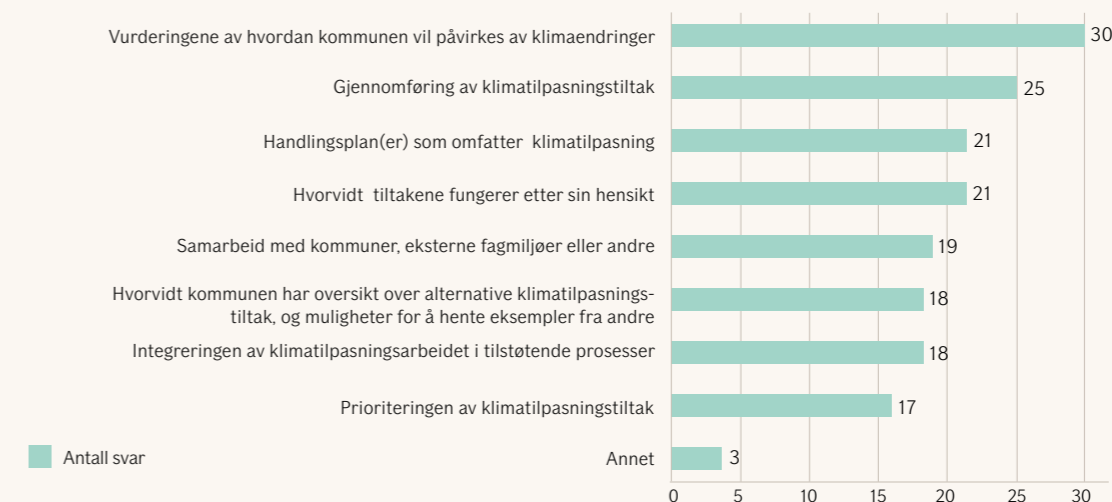 Vurderingene av hvordan kommunen vil påvirkes av klimaendringer 30
Gjennomføring av klimatilpasningstiltak 25
Handlingsplan(er) som omfatter klimatilpasning 21
Hvorvidt tiltakene fungerer etter sin hensikt 21
Samarbeid med kommuner, eksterne fagmiljøer eller andre 19
Hvorvidt kommunen har oversikt over alternative klimatilpasnings-
tiltak, og muligheter for å hente eksempler fra andre 18
Integreringen av klimatilpasningsarbeidet i tilstøtende prosesser 18
Prioriteringen av klimatilpasningstiltak 17
Antall svar Annet 3
0 5 10 15 20 25 30